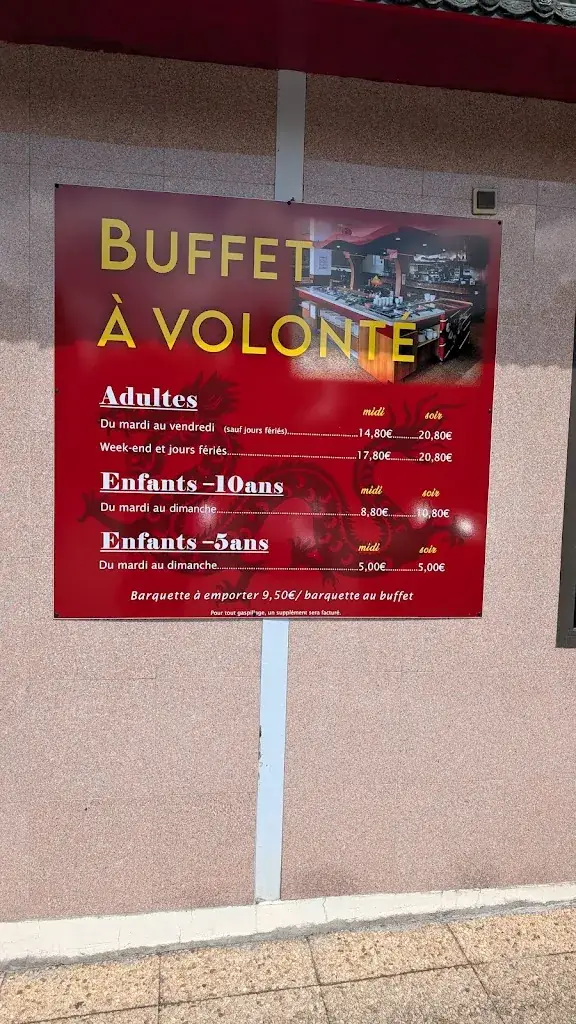 BUFFET
À VOLONTÉ
Adultes midi soir
Du mardi au vendredi (sauf jours fériés)..........14,80€..........20,80€
Week-end et jours fériés..........17,80€..........20,80€
Enfants -10ans midi soir
Du mardi au dimanche..........8,80€..........10,80€
Enfants -5ans midi soir
Du mardi au dimanche..........5,00€..........5,00€
Barquette à emporter 9,50€/ barquette au buffet
Pour tout gaspillage, un supplément sera facturé.